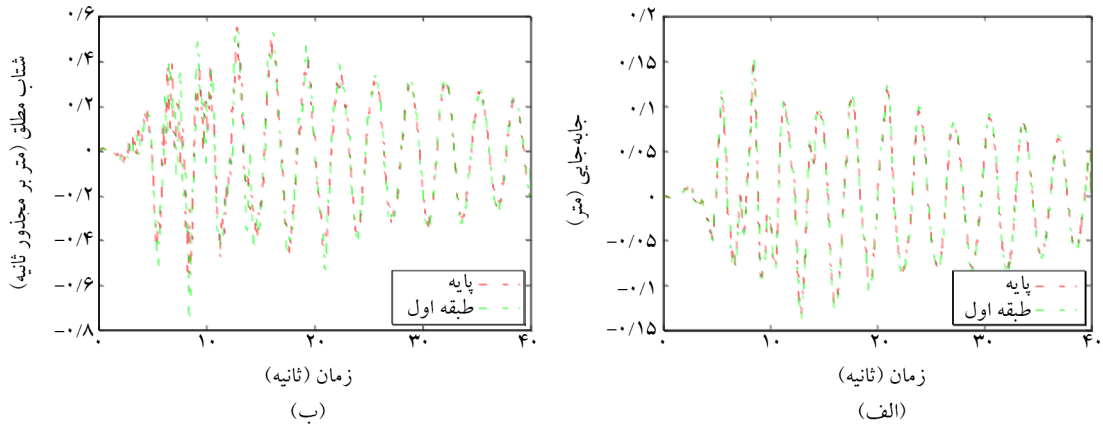 ۰/۲
۰/۱۵
۰/۱
۰/۰۵
۰
-۰/۰۵
-۰/۱
-۰/۱۵
جابه‌جایی (متر)
پایه
طبقه اول
۰ ۱۰ ۲۰ ۳۰ ۴۰
زمان (ثانیه)
(الف)
۰/۶
۰/۴
۰/۲
۰
-۰/۲
-۰/۴
-۰/۶
-۰/۸
شتاب مطلق (متر بر مجذور ثانیه)
پایه
طبقه اول
۰ ۱۰ ۲۰ ۳۰ ۴۰
زمان (ثانیه)
(ب)